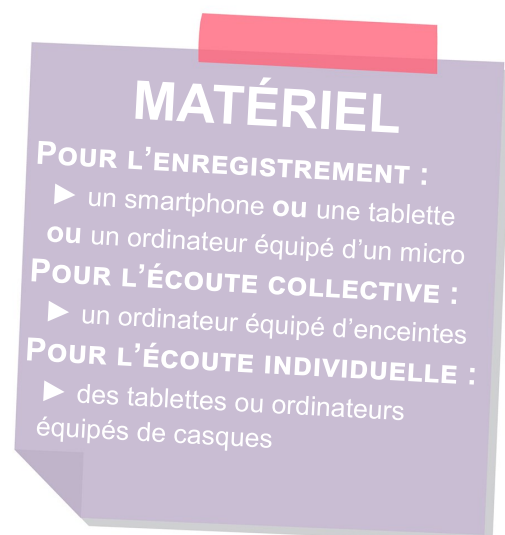 MATÉRIEL
POUR L'ENREGISTREMENT :
► un smartphone ou une tablette
ou un ordinateur équipé d'un micro
POUR L'ÉCOUTE COLLECTIVE :
► un ordinateur équipé d'enceintes
POUR L'ÉCOUTE INDIVIDUELLE :
► des tablettes ou ordinateurs
équipés de casques